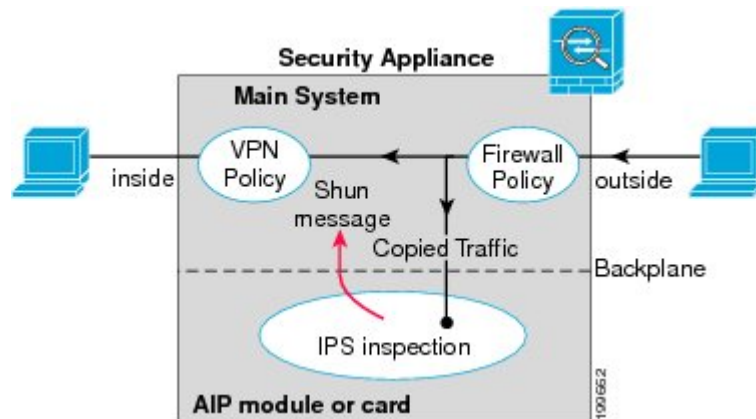 Security Appliance
Main System
VPN
Policy
Firewall
Policy
inside
outside
Shun
message
Copied Traffic
Backplane
IPS inspection
AIP module or card
199662